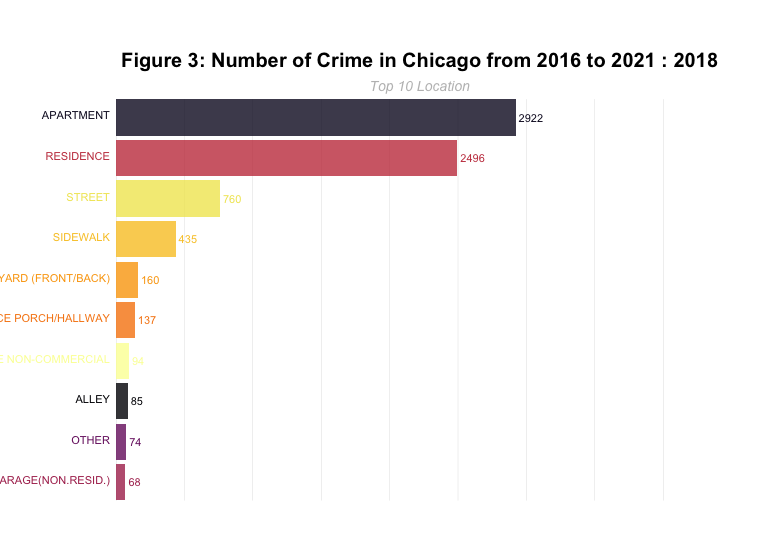 Figure 3: Number of Crime in Chicago from 2016 to 2021 : 2018
Top 10 Location
APARTMENT 2922
RESIDENCE 2496
STREET 760
SIDEWALK 435
YARD (FRONT/BACK) 160
CE PORCH/HALLWAY 137
E NON-COMMERCIAL
ALLEY 85
OTHER 74
ARAGE(NON.RESID.) 68